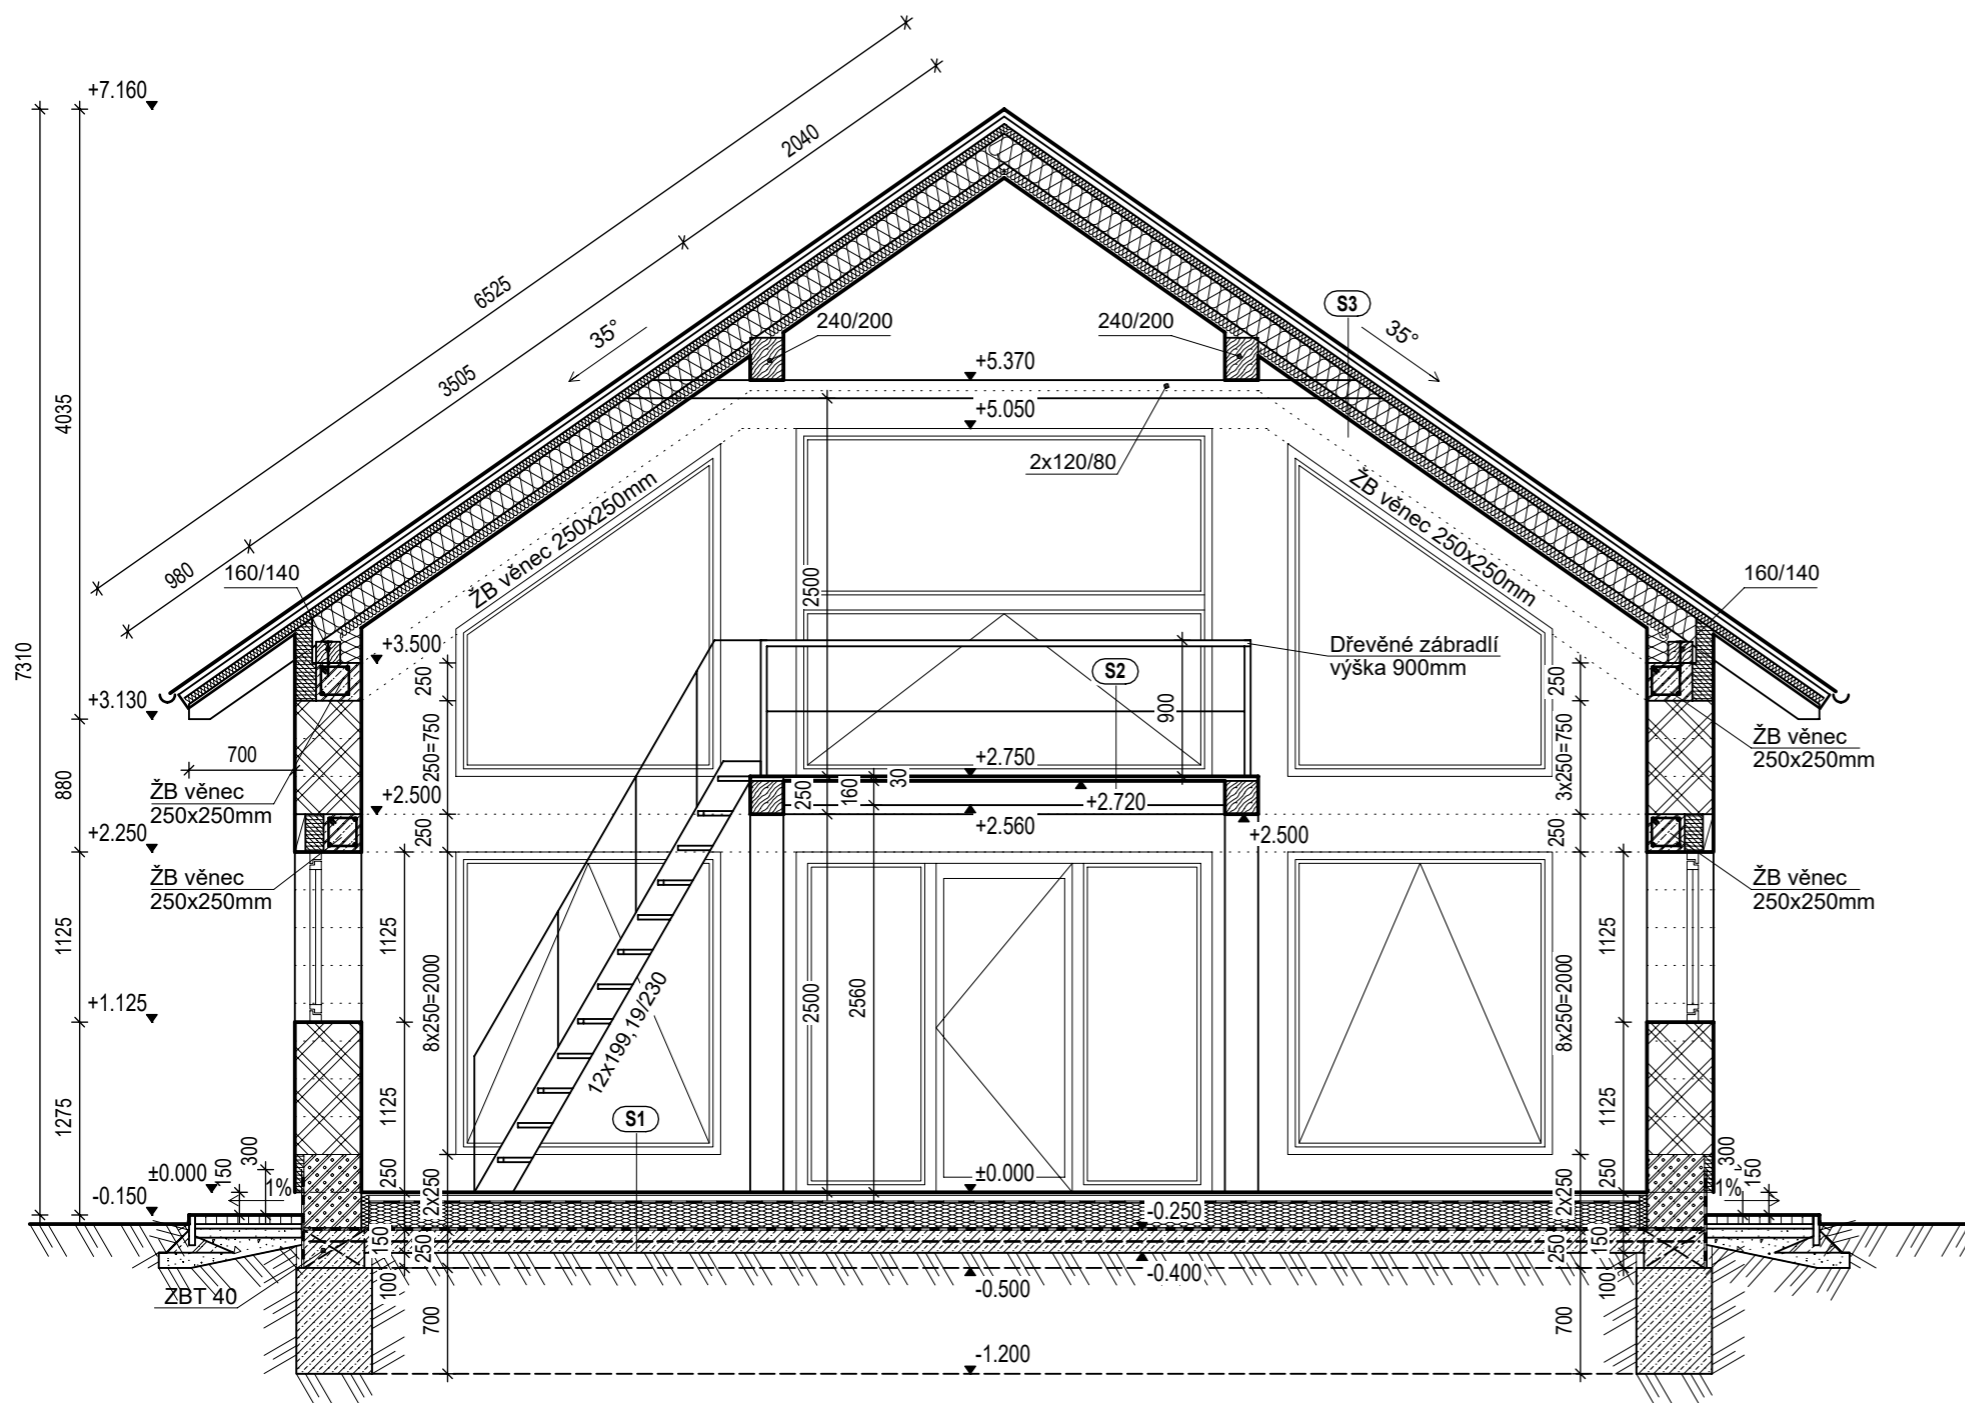 +7.160
2040
6525
3505
980
35°
35°
S3
240/200
240/200
+5.370
+5.050
2x120/80
4035
7310
160/140
160/140
ŽB věnec 250x250mm
ŽB věnec 250x250mm
2500
+3.500
250
250
Dřevěné zábradlí
výška 900mm
S2
900
+3.130
700
250=750
3x250=750
ŽB věnec
250x250mm
ŽB věnec
250x250mm
+2.750
30
160
250
+2.720
+2.560
+2.500
+2.500
880
250
250
+2.250
ŽB věnec
250x250mm
ŽB věnec
250x250mm
1125
1125
1125
8x250=2000
8x250=2000
2500
2560
+1.125
12x199,19/230
1275
1125
1125
S1
±0.000
150
300
1%
250
2x250
±0.000
2x250
250
300
150
1%
-0.150
-0.250
150
250
250
150
-0.400
100
100
-0.500
ZBT 40
700
700
-1.200